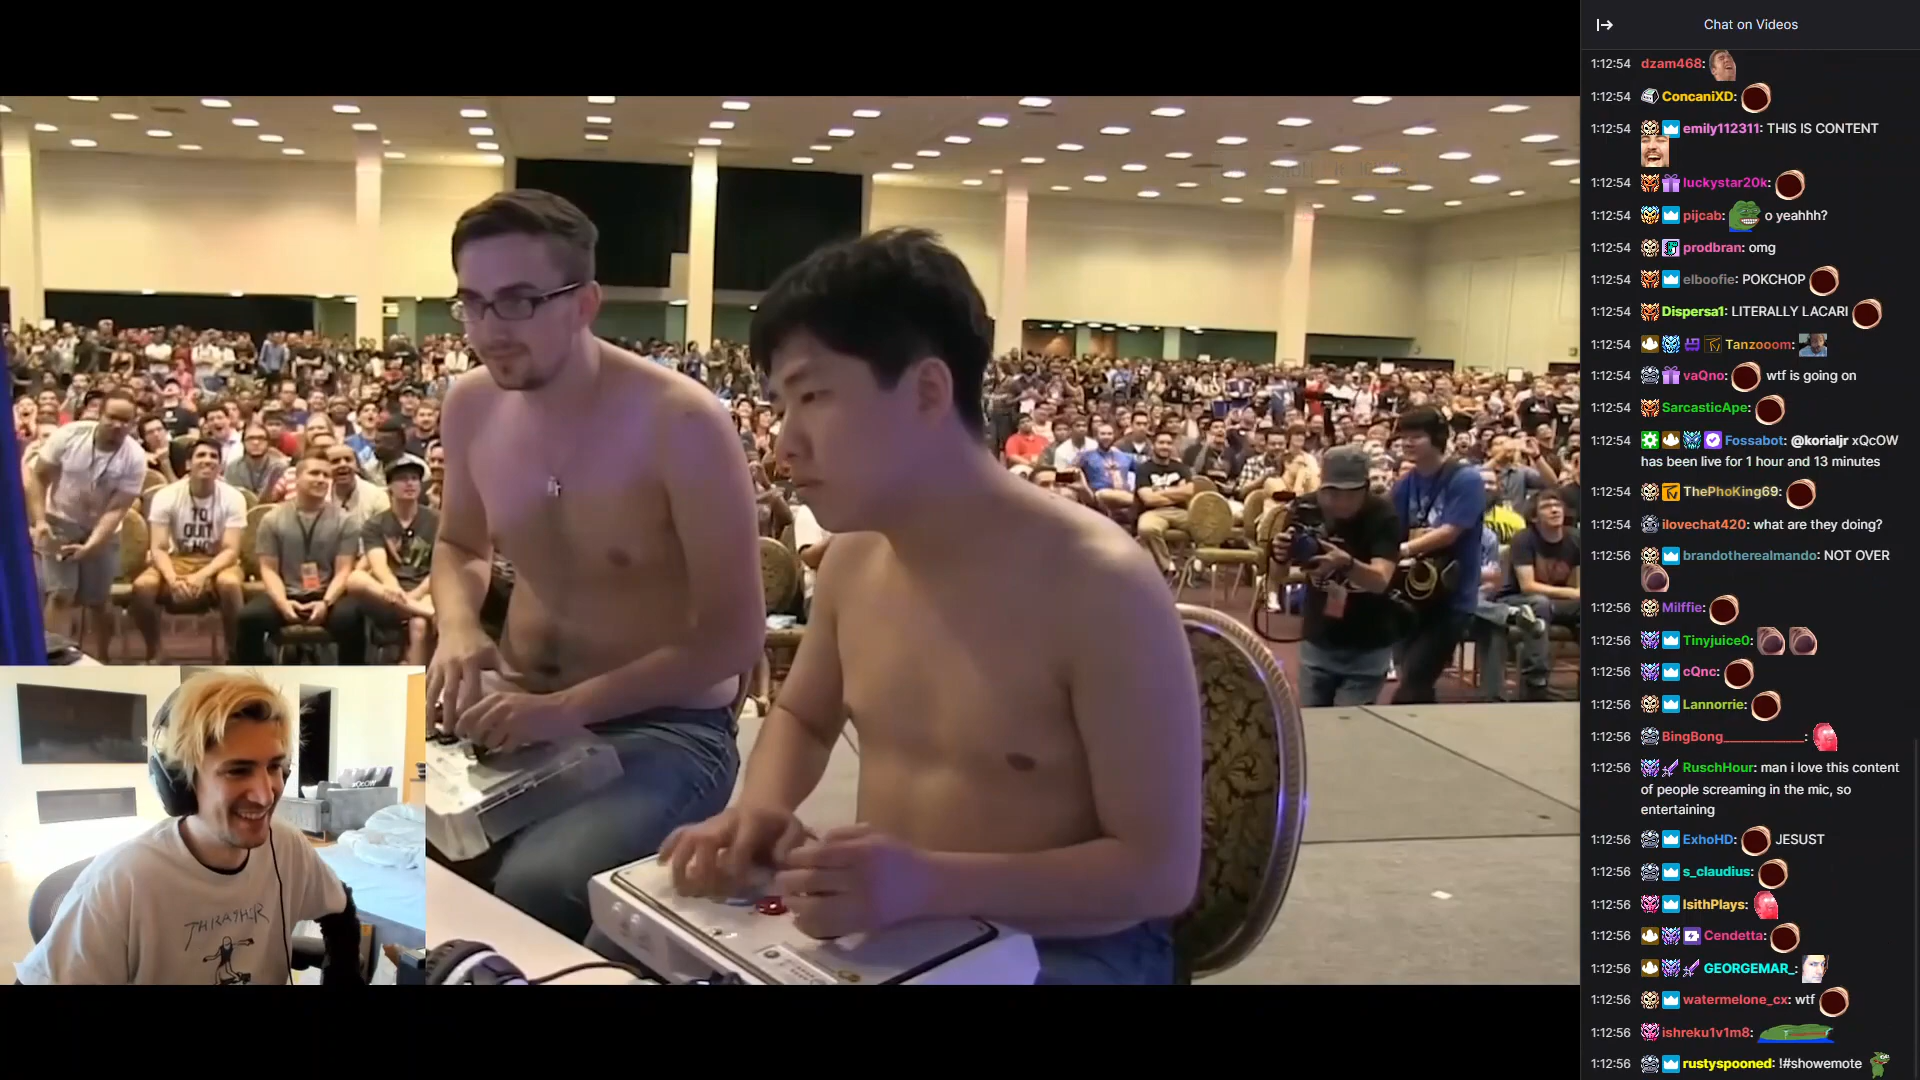 Chat on Videos
1:12:54 dzam468:
1:12:54 ConcaniXD:
1:12:54 emily112311: THIS IS CONTENT
1:12:54 luckystar20k:
1:12:54 pijcab: o yeahhh?
1:12:54 prodbran: omg
1:12:54 elboofie: POKCHOP
1:12:54 Dispersa1: LITERALLY LACARI
1:12:54 Tanzooom:
1:12:54 vaQno: wtf is going on
1:12:54 SarcasticApe:
1:12:54 Fossabot: @korialjr xQcOW
has been live for 1 hour and 13 minutes
1:12:54 ThePhoKing69:
1:12:54 ilovechat420: what are they doing?
1:12:56 brandotherealmando: NOT OVER
1:12:56 Milffie:
1:12:56 Tinyjuice0:
1:12:56 cQnc:
1:12:56 Lannorrie:
1:12:56 BingBong____________:
1:12:56 RuschHour: man i love this content
of people screaming in the mic, so
entertaining
1:12:56 ExhoHD: JESUST
1:12:56 s_claudius:
1:12:56 IsithPlays:
1:12:56 Cendetta:
1:12:56 GEORGEMAR_:
1:12:56 watermelone_cx: wtf
1:12:56 ishreku1v1m8:
1:12:56 rustyspooned: !#showemote
TO
QUIT
THRASHER